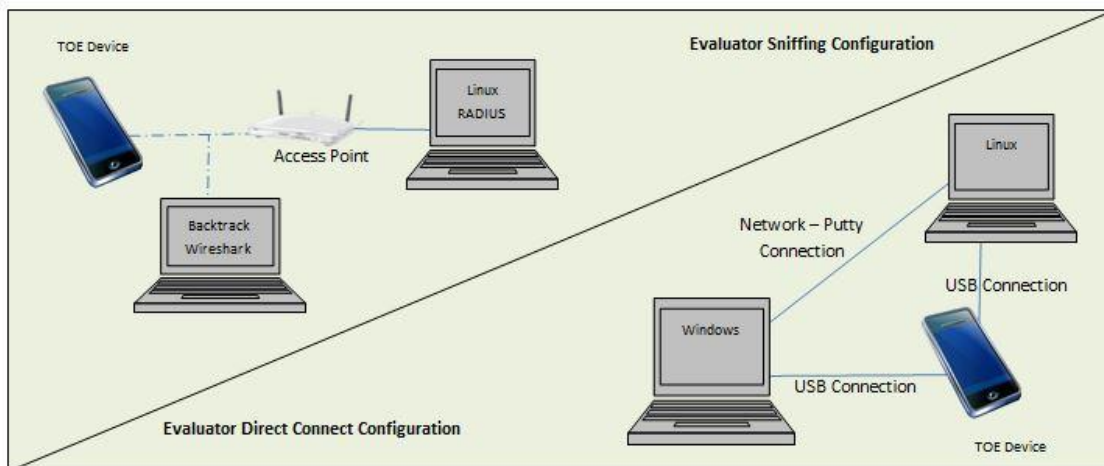 TOE Device
Evaluator Sniffing Configuration
Linux
RADIUS
Access Point
Backtrack
Wireshark
Linux
Network – Putty
Connection
USB Connection
Windows
USB Connection
Evaluator Direct Connect Configuration
TOE Device